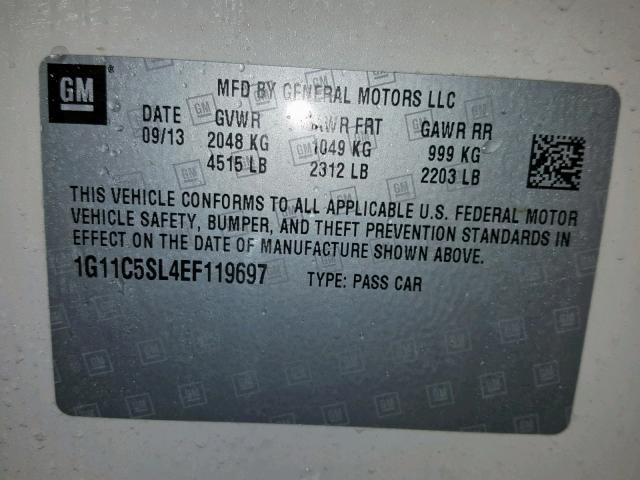 GM
MFD BY GENERAL MOTORS LLC
DATE GVWR GAWR FRT GAWR RR
09/13 2048 KG 1049 KG 999 KG
4515 LB 2312 LB 2203 LB
THIS VEHICLE CONFORMS TO ALL APPLICABLE U.S. FEDERAL MOTOR
VEHICLE SAFETY, BUMPER, AND THEFT PREVENTION STANDARDS IN
EFFECT ON THE DATE OF MANUFACTURE SHOWN ABOVE.
1G11C5SL4EF119697 TYPE: PASS CAR